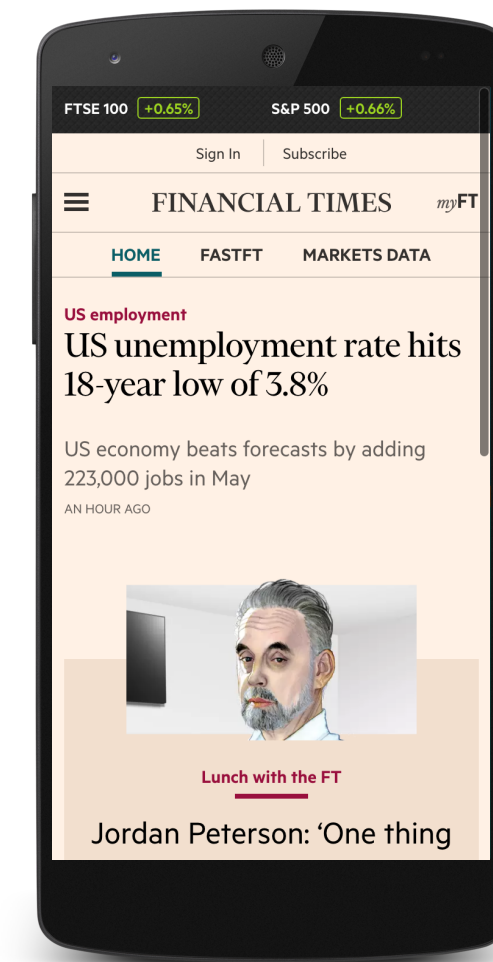 FTSE 100 +0.65% S&P 500 +0.66%
Sign In Subscribe
FINANCIAL TIMES myFT
HOME FASTFT MARKETS DATA
US employment
US unemployment rate hits
18-year low of 3.8%
US economy beats forecasts by adding
223,000 jobs in May
AN HOUR AGO
Lunch with the FT
Jordan Peterson: ‘One thing